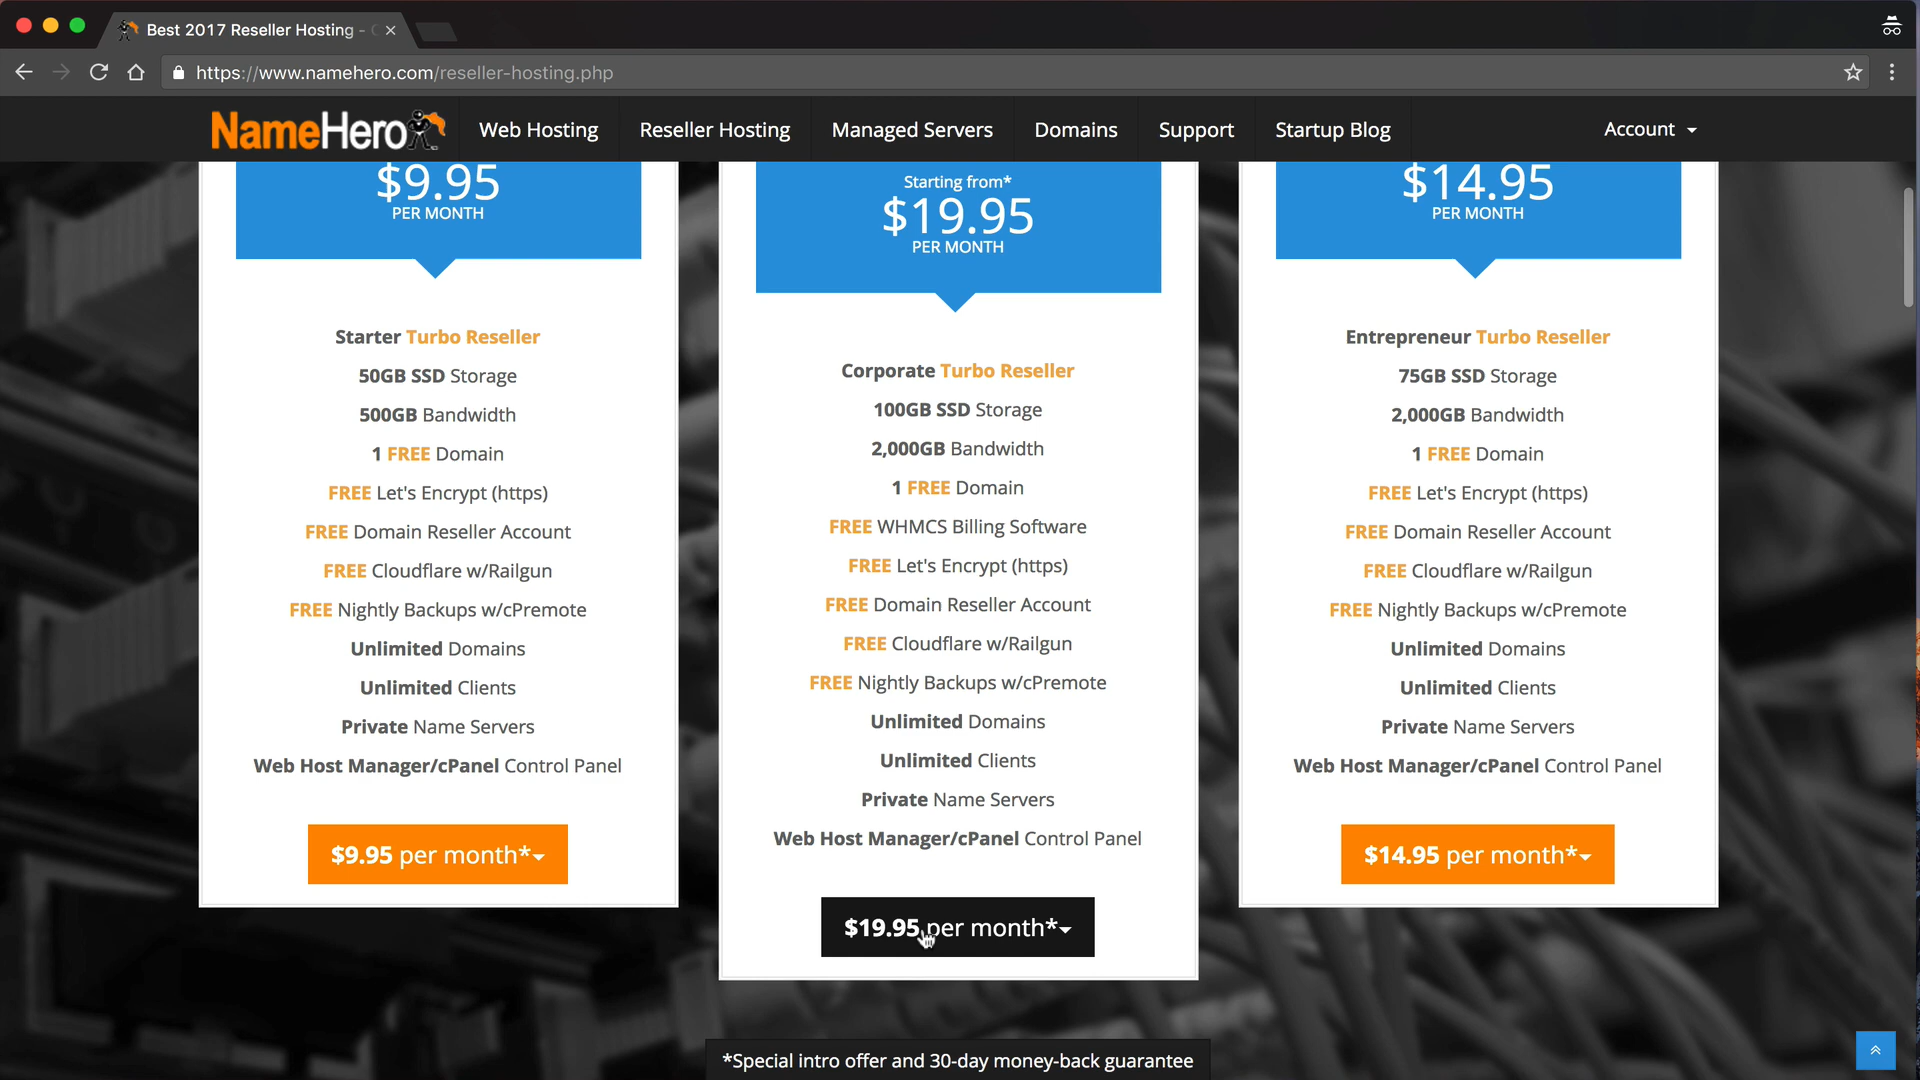 Best 2017 Reseller Hosting -
https://www.namehero.com/reseller-hosting.php
NameHero
Web Hosting
Reseller Hosting
Managed Servers
Domains
Support
Startup Blog
Account
$9.95
PER MONTH
Starter Turbo Reseller
50GB SSD Storage
500GB Bandwidth
1 FREE Domain
FREE Let's Encrypt (https)
FREE Domain Reseller Account
FREE Cloudflare w/Railgun
FREE Nightly Backups w/cPremote
Unlimited Domains
Unlimited Clients
Private Name Servers
Web Host Manager/cPanel Control Panel
$9.95 per month*
Starting from*
$19.95
PER MONTH
Corporate Turbo Reseller
100GB SSD Storage
2,000GB Bandwidth
1 FREE Domain
FREE WHMCS Billing Software
FREE Let's Encrypt (https)
FREE Domain Reseller Account
FREE Cloudflare w/Railgun
FREE Nightly Backups w/cPremote
Unlimited Domains
Unlimited Clients
Private Name Servers
Web Host Manager/cPanel Control Panel
$19.95 per month*
$14.95
PER MONTH
Entrepreneur Turbo Reseller
75GB SSD Storage
2,000GB Bandwidth
1 FREE Domain
FREE Let's Encrypt (https)
FREE Domain Reseller Account
FREE Cloudflare w/Railgun
FREE Nightly Backups w/cPremote
Unlimited Domains
Unlimited Clients
Private Name Servers
Web Host Manager/cPanel Control Panel
$14.95 per month*
*Special intro offer and 30-day money-back guarantee